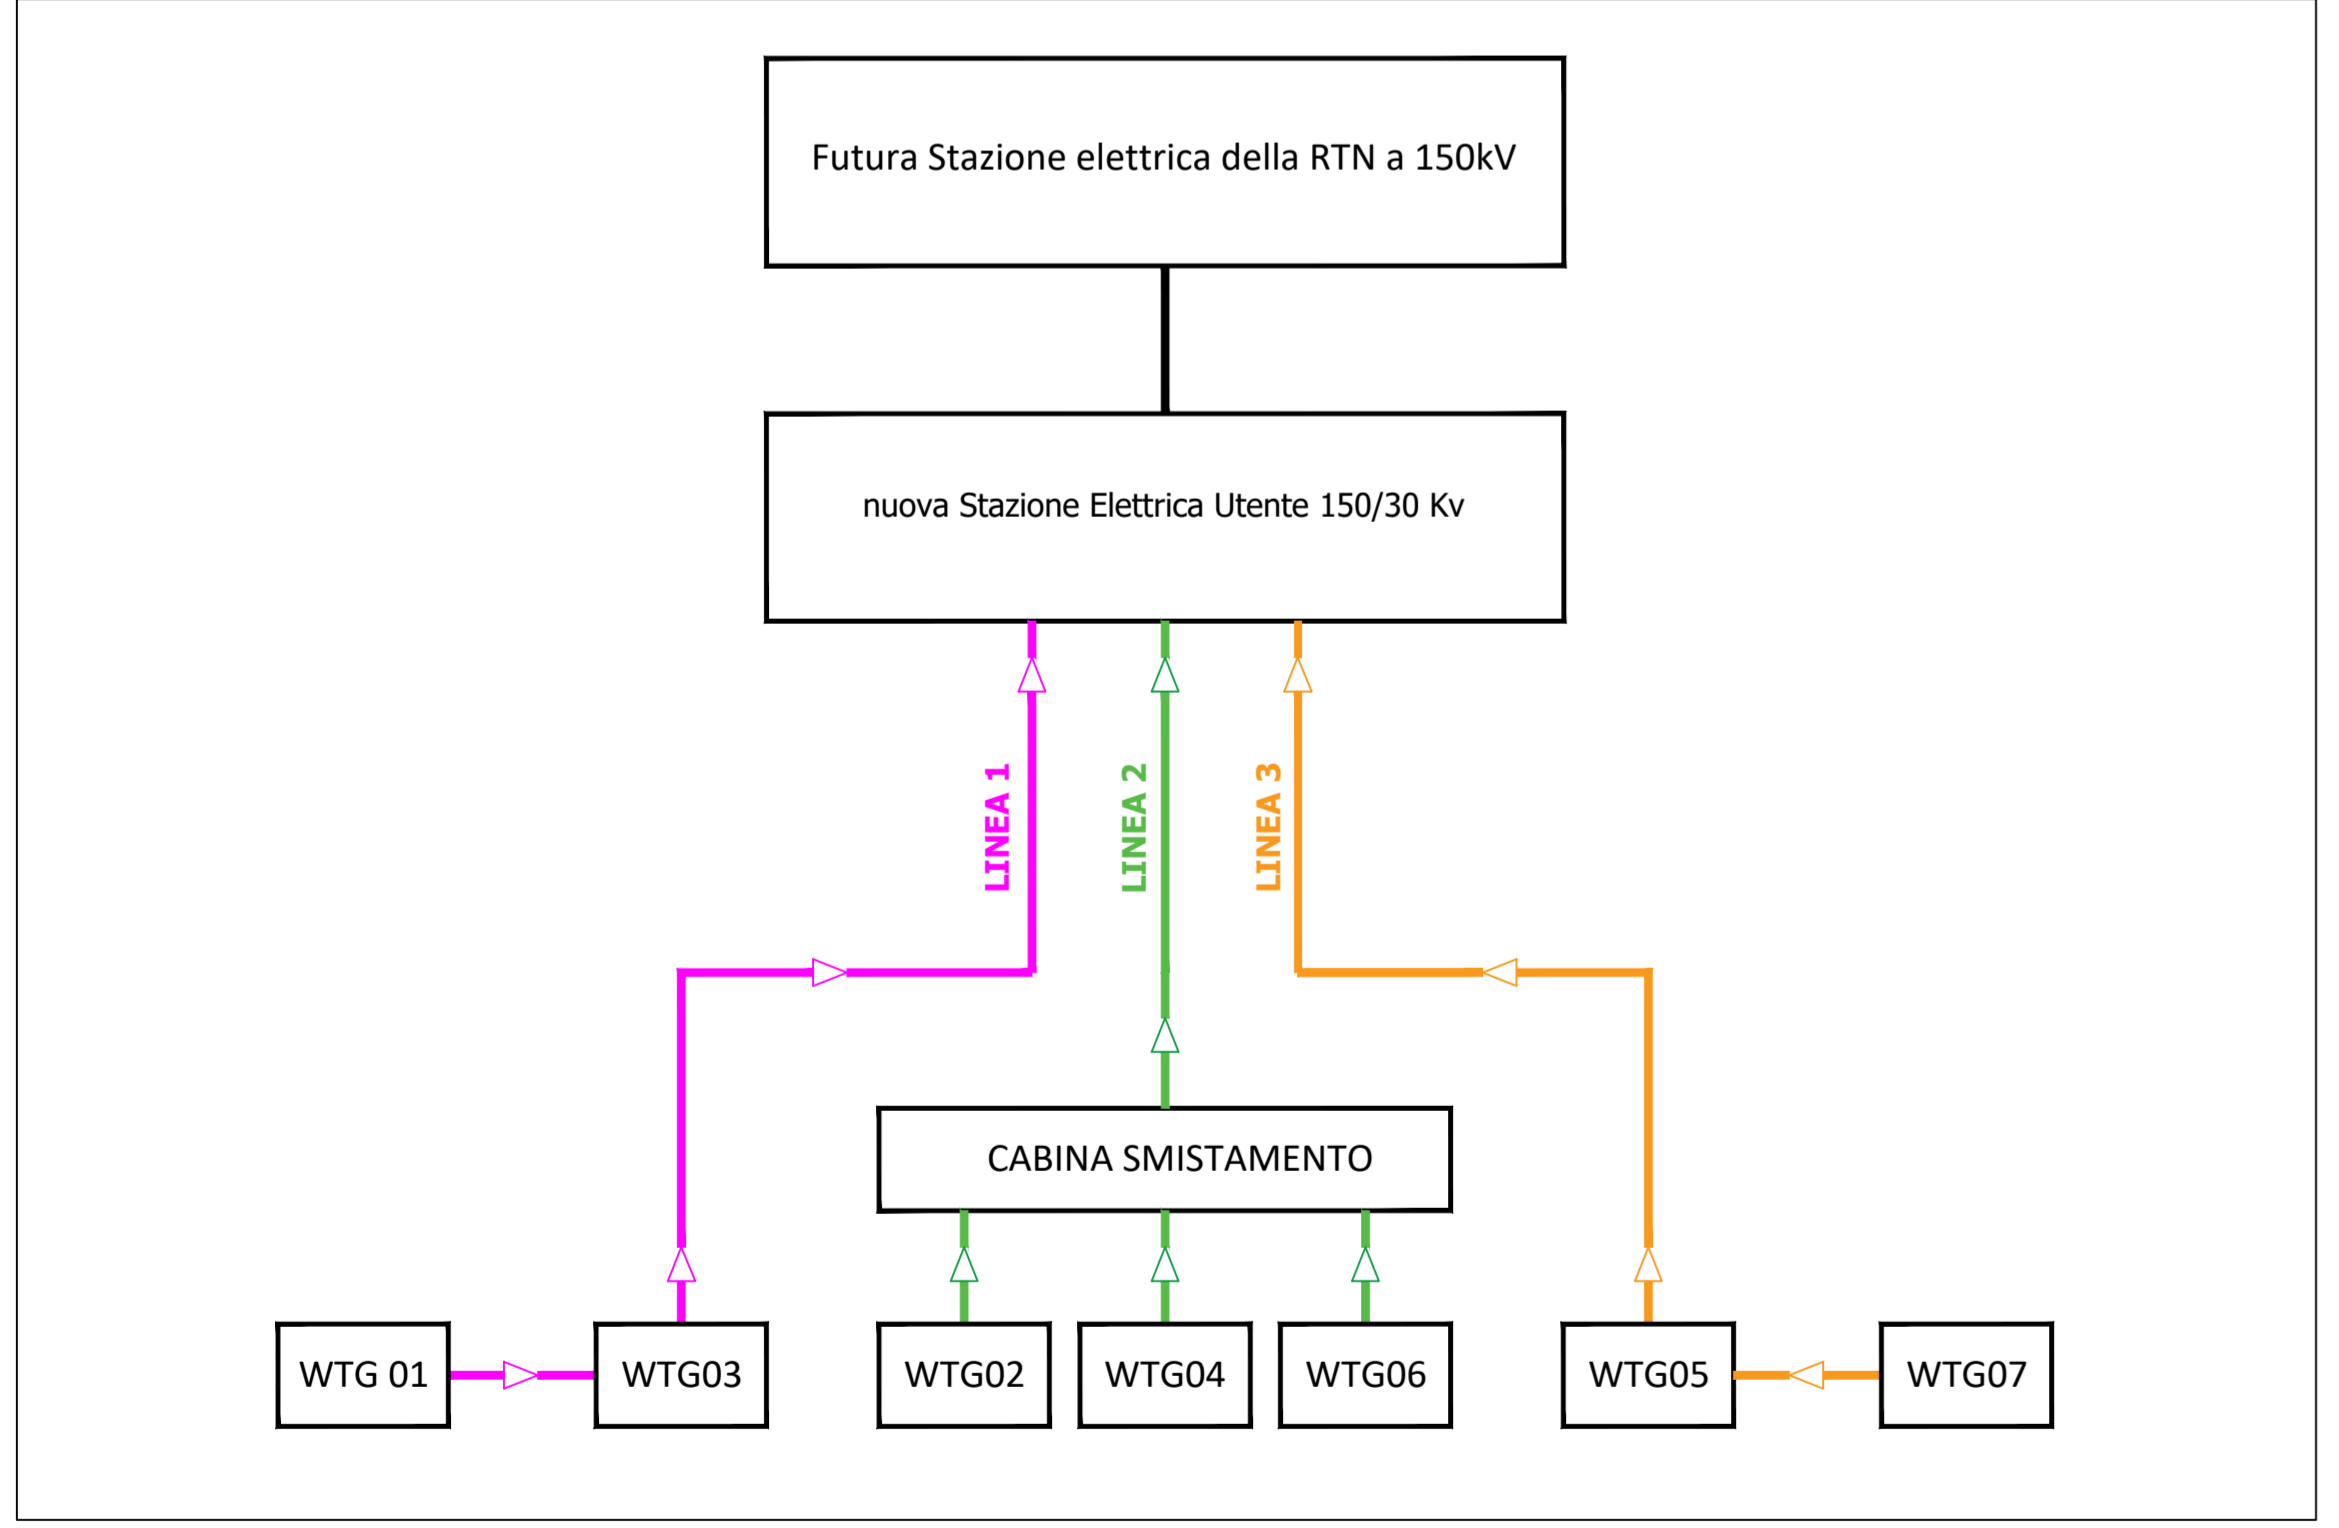 Futura Stazione elettrica della RTN a 150kV
nuova Stazione Elettrica Utente 150/30 Kv
LINEA 1
LINEA 2
LINEA 3
CABINA SMISTAMENTO
WTG 01
WTG03
WTG02
WTG04
WTG06
WTG05
WTG07